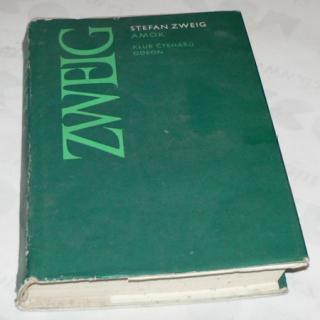 ZWEIG
STEFAN ZWEIG
AMOK
KLUB ČTENÁŘŮ
ODEON